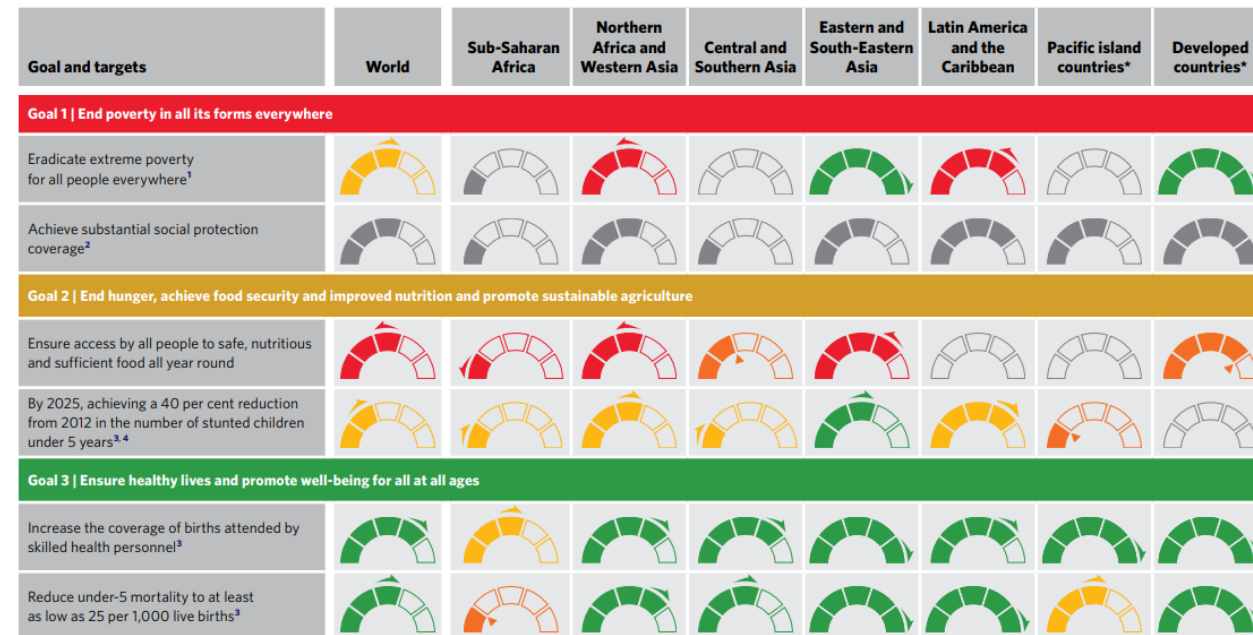 Goal and targets
World
Sub-Saharan
Africa
Northern
Africa and
Western Asia
Central and
Southern Asia
Eastern and
South-Eastern
Asia
Latin America
and the
Caribbean
Pacific island
countries*
Developed
countries*
Goal 1 | End poverty in all its forms everywhere
Eradicate extreme poverty
for all people everywhere¹
Achieve substantial social protection
coverage²
Goal 2 | End hunger, achieve food security and improved nutrition and promote sustainable agriculture
Ensure access by all people to safe, nutritious
and sufficient food all year round
By 2025, achieving a 40 per cent reduction
from 2012 in the number of stunted children
under 5 years³,⁴
Goal 3 | Ensure healthy lives and promote well-being for all at all ages
Increase the coverage of births attended by
skilled health personnel³
Reduce under-5 mortality to at least
as low as 25 per 1,000 live births³